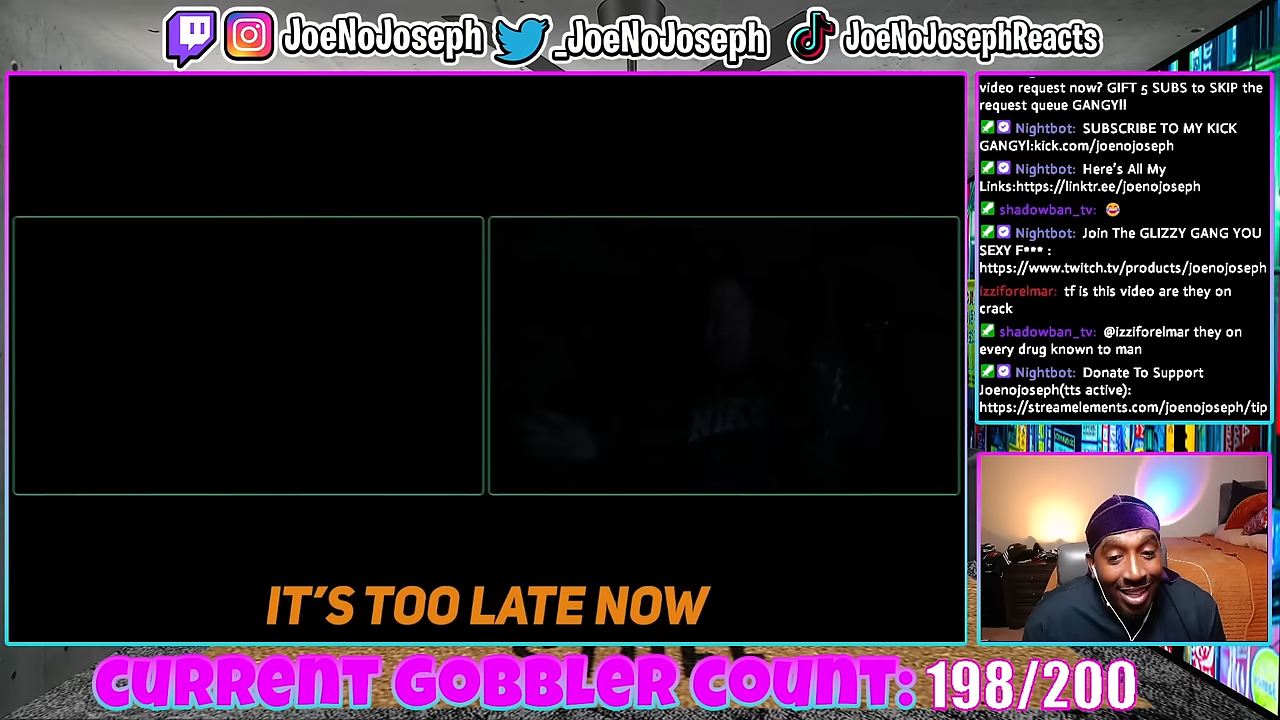 JoeNoJoseph _JoeNoJoseph JoeNoJosephReacts
video request now? GIFT 5 SUBS to SKIP the
request queue GANGY!!
Nightbot: SUBSCRIBE TO MY KICK
GANGY!:kick.com/joenojoseph
Nightbot: Here's All My
Links:https://linktr.ee/joenojoseph
shadowban_tv: 😂
Nightbot: Join The GLIZZY GANG YOU
SEXY F*** :
https://www.twitch.tv/products/joenojoseph
izziforelmar: tf is this video are they on
crack
shadowban_tv: @izziforelmar they on
every drug known to man
Nightbot: Donate To Support
Joenojoseph(tts active):
https://streamelements.com/joenojoseph/tip
NIKE
IT'S TOO LATE NOW
CURRENT GOBBLER COUNT: 198/200